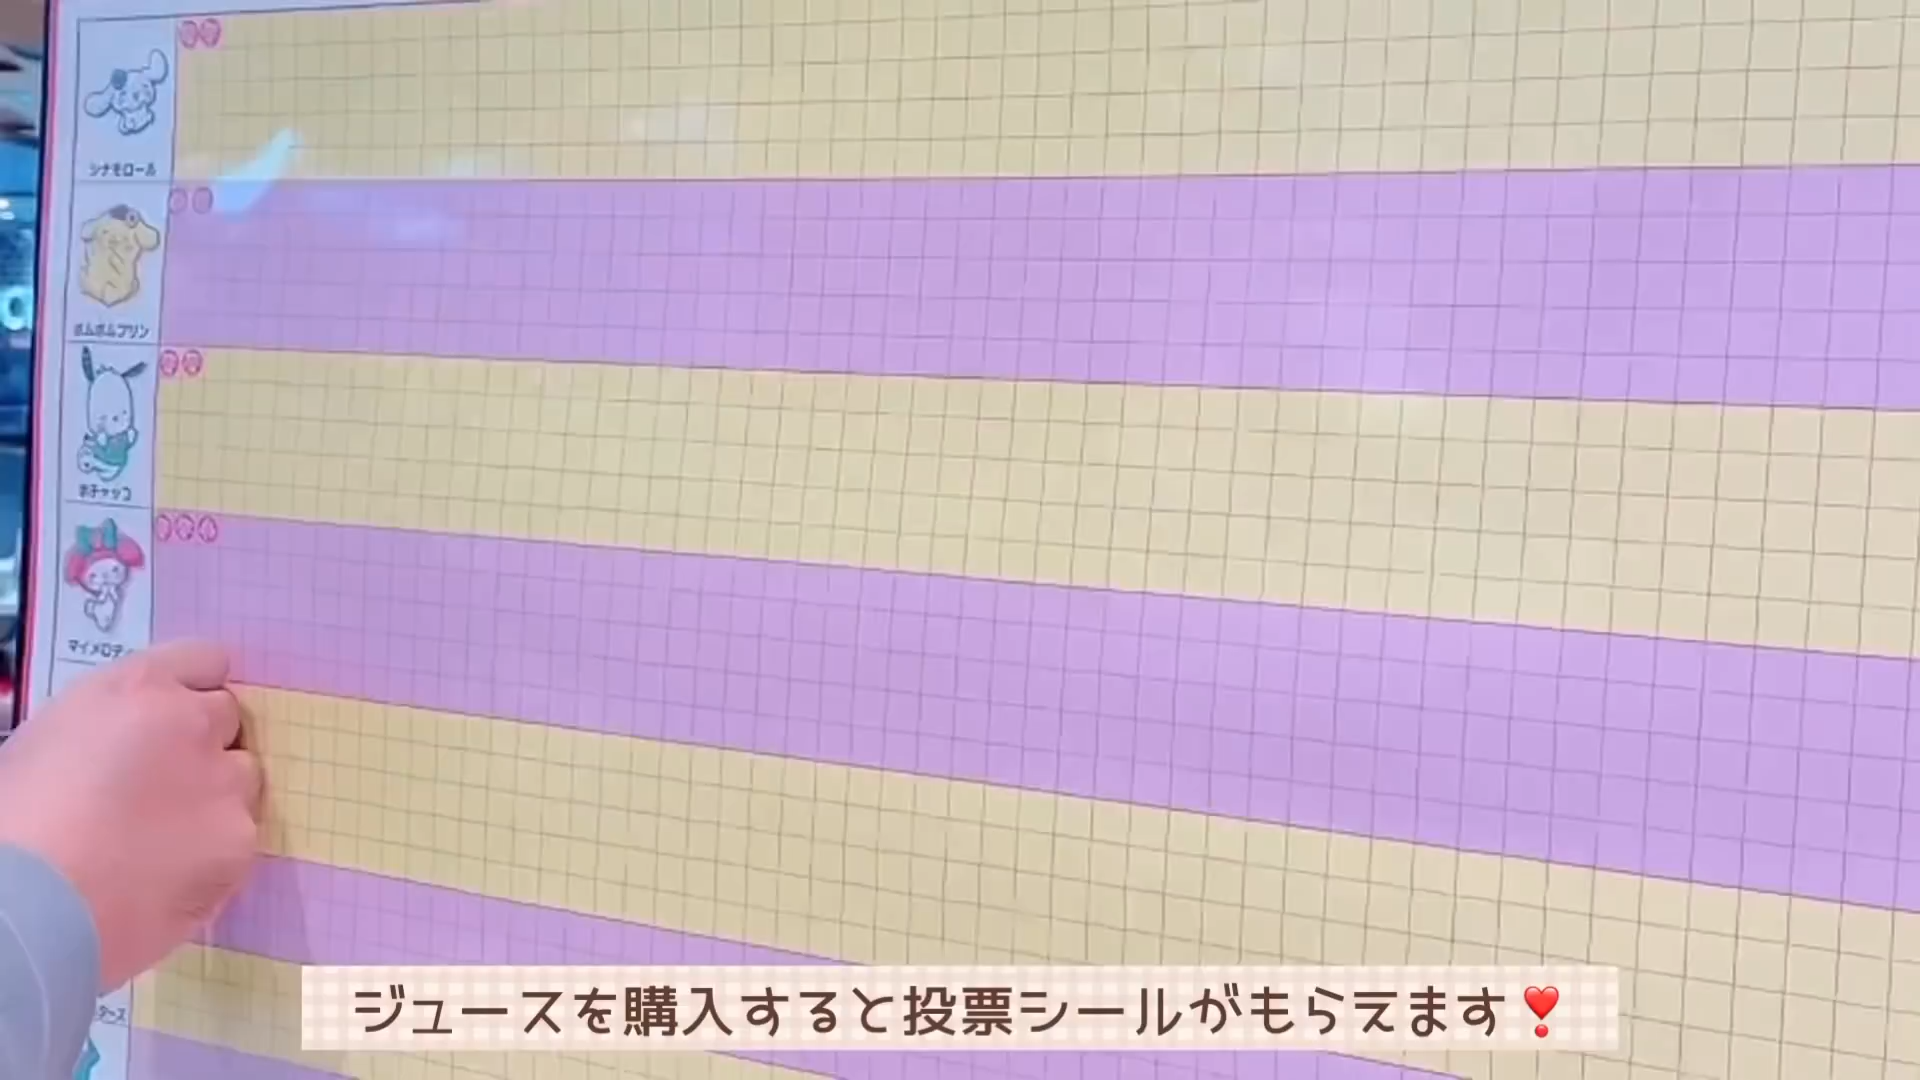 シナモロール
ポムポムプリン
ポチャッコ
マイメロディ
ジュースを購入すると投票シールがもらえます❣